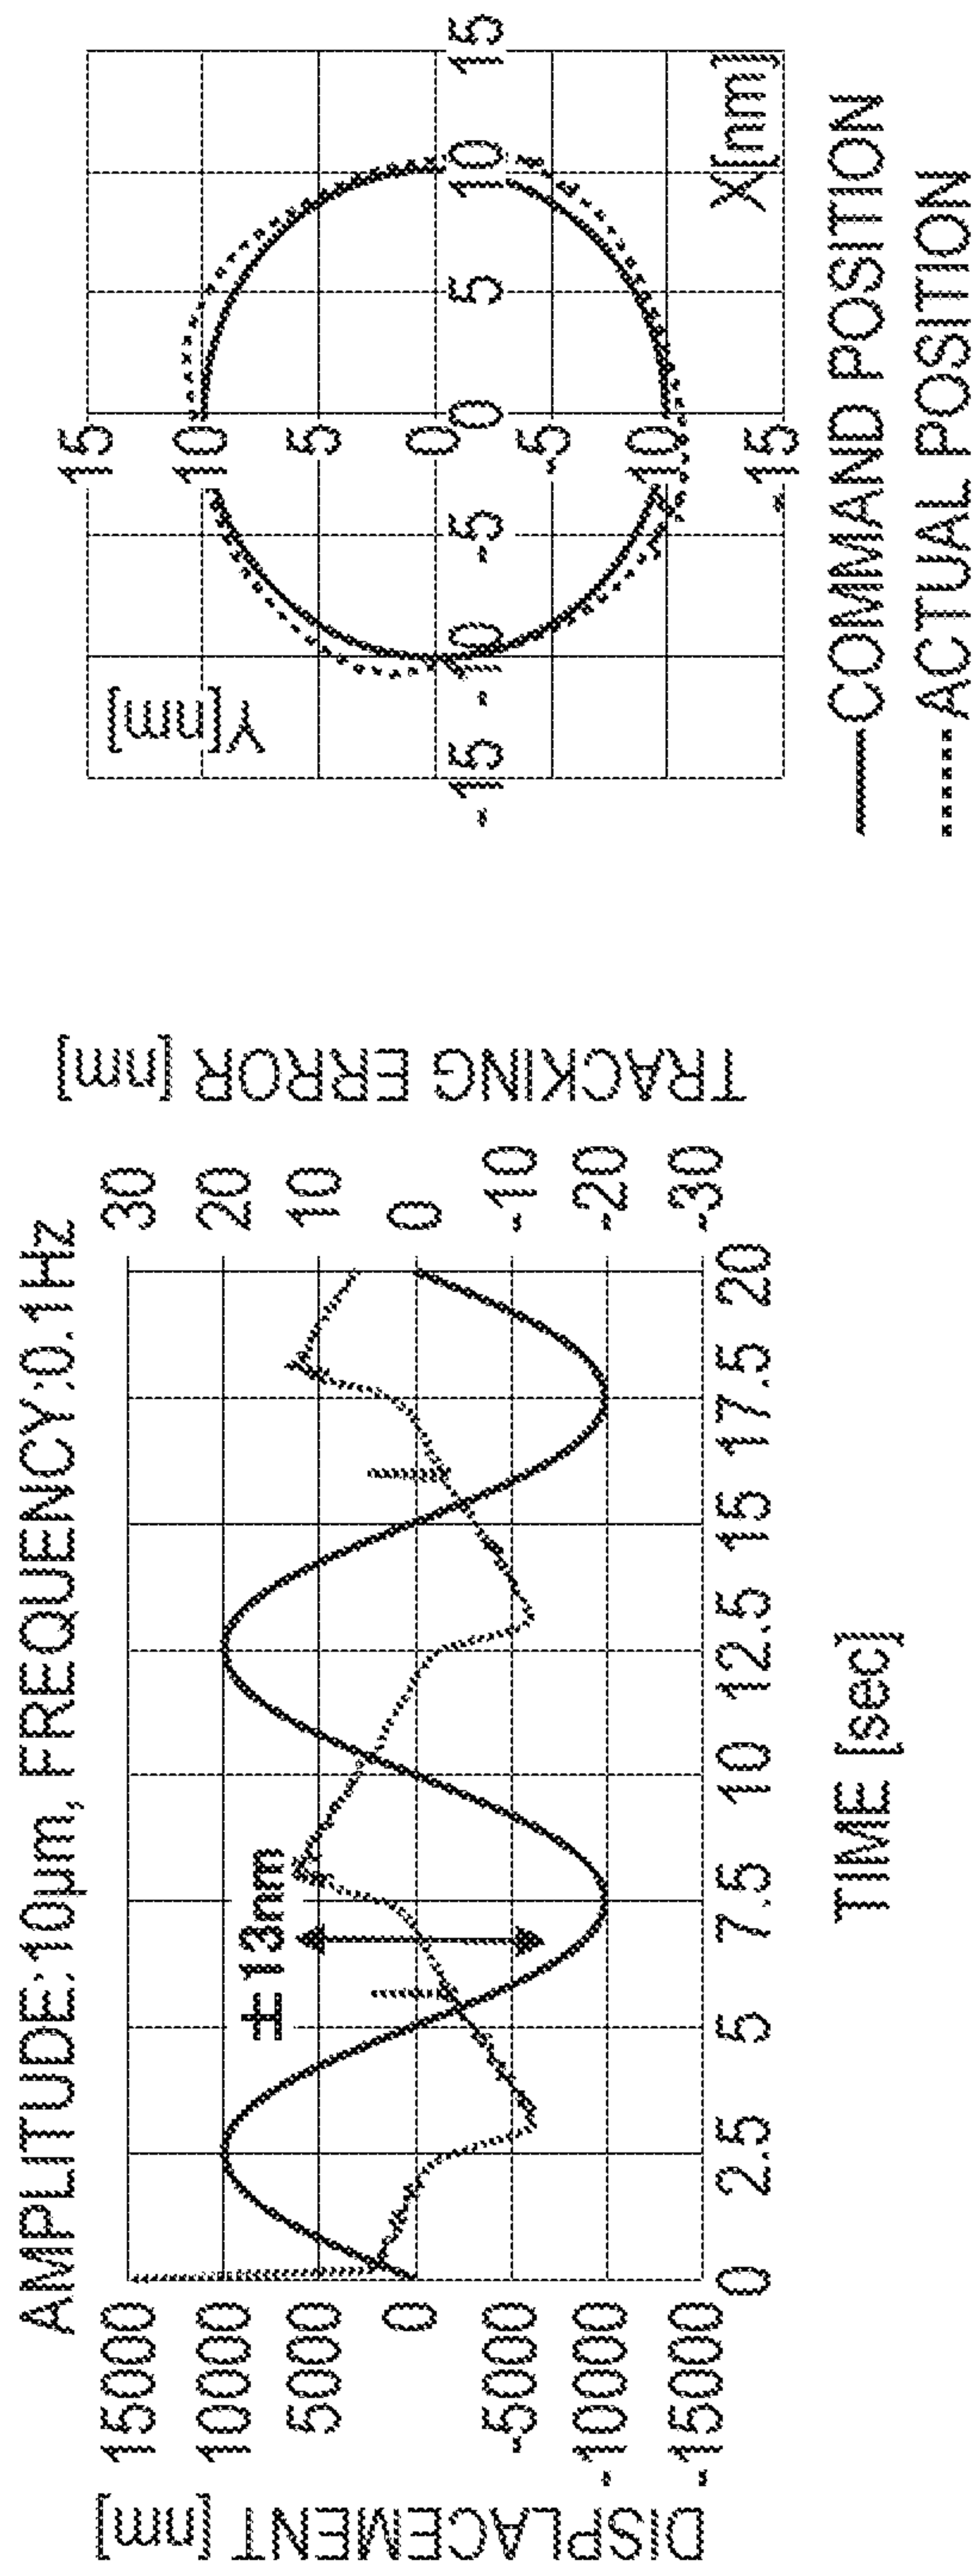 AMPLITUDE:10μm, FREQUENCY:0.1Hz
DISPLACEMENT [nm]
15000
10000
5000
0
-5000
-10000
-15000
±13nm
0 2.5 5 7.5 10 12.5 15 17.5 20
TIME [sec]
30
20
10
0
-10
-20
-30
TRACKING ERROR [nm]
Y[nm]
15
10
5
0
-5
-10
-15
-15 -10 -5 0 5 10 15
X[nm]
COMMAND POSITION
ACTUAL POSITION